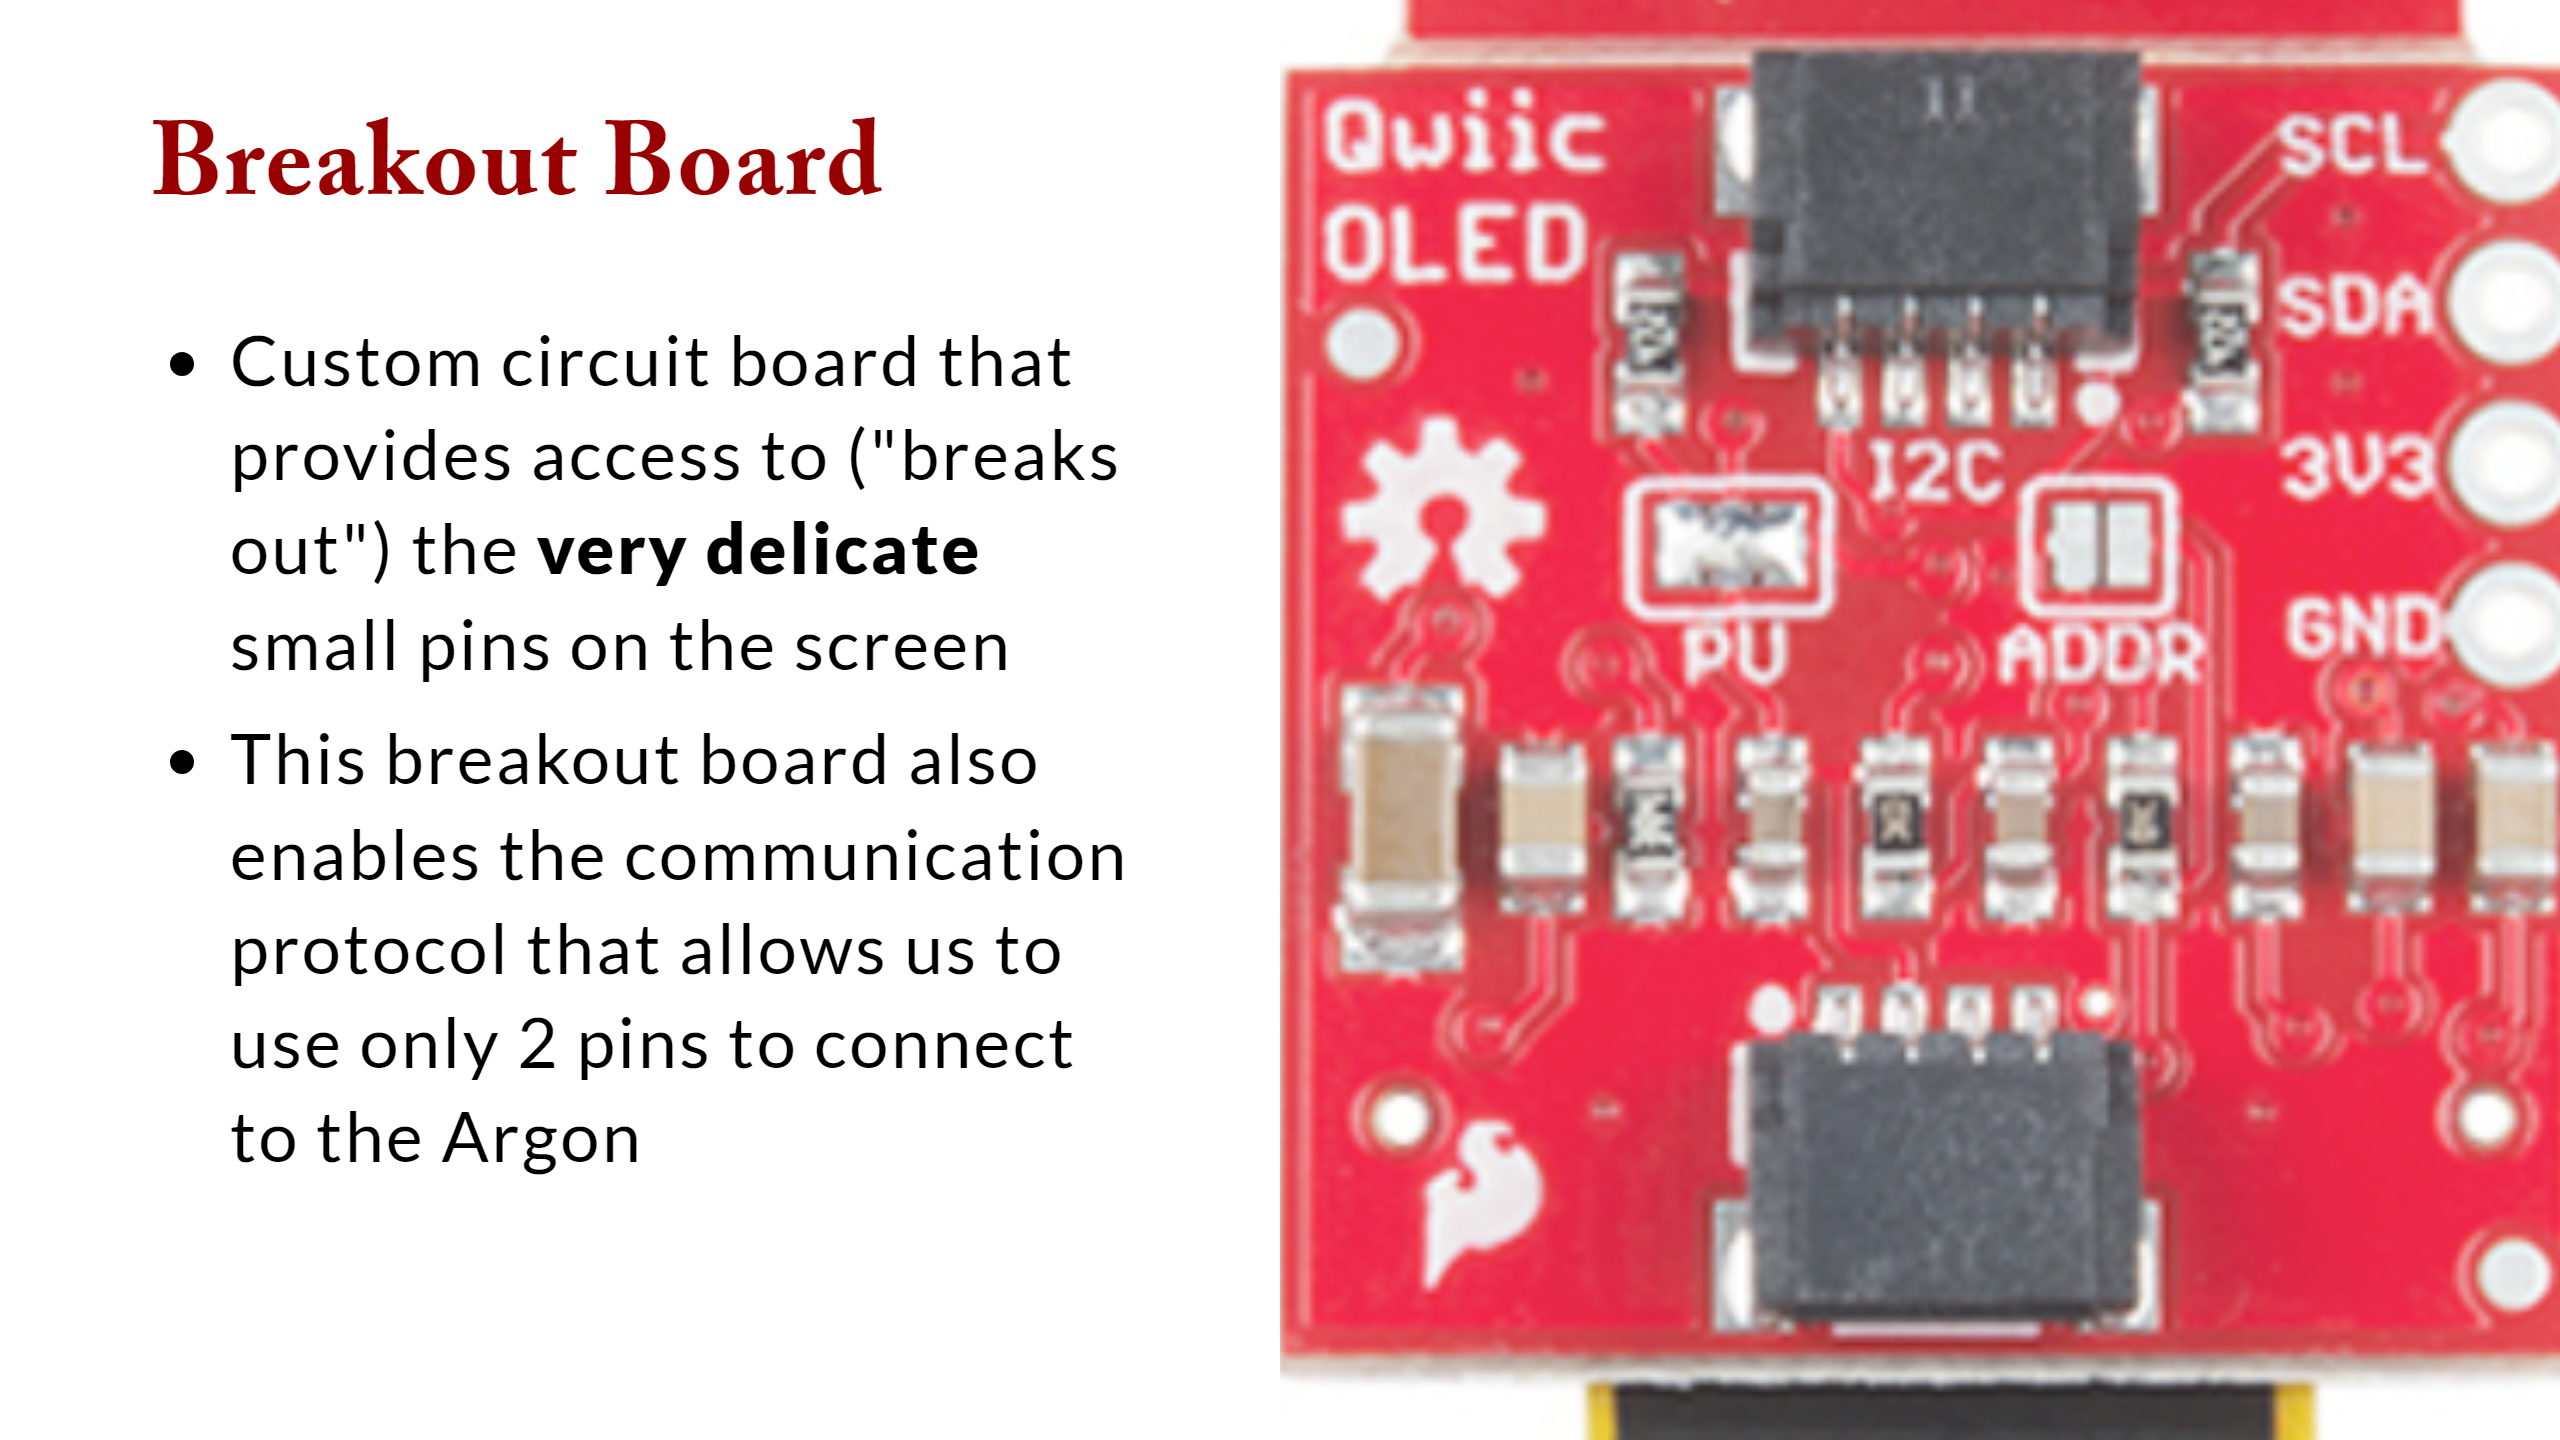 Breakout Board
• Custom circuit board that
provides access to ("breaks
out") the very delicate
small pins on the screen
• This breakout board also
enables the communication
protocol that allows us to
use only 2 pins to connect
to the Argon
Qwiic
OLED
SCL
SDA
3V3
GND
I2C
PU
ADDR